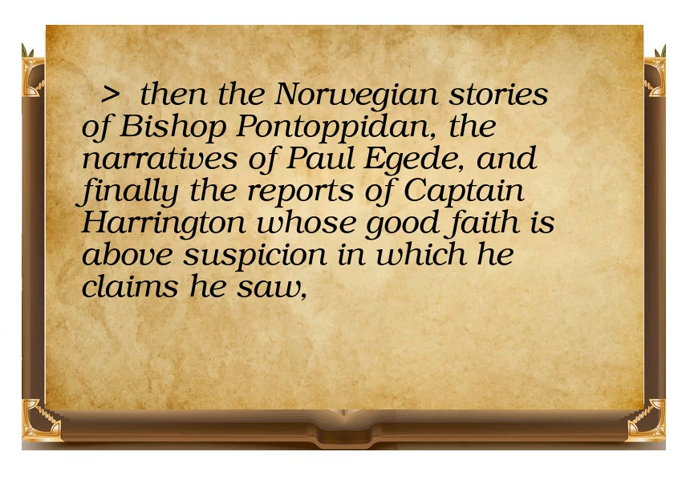 > then the Norwegian stories
of Bishop Pontoppidan, the
narratives of Paul Egede, and
finally the reports of Captain
Harrington whose good faith is
above suspicion in which he
claims he saw,